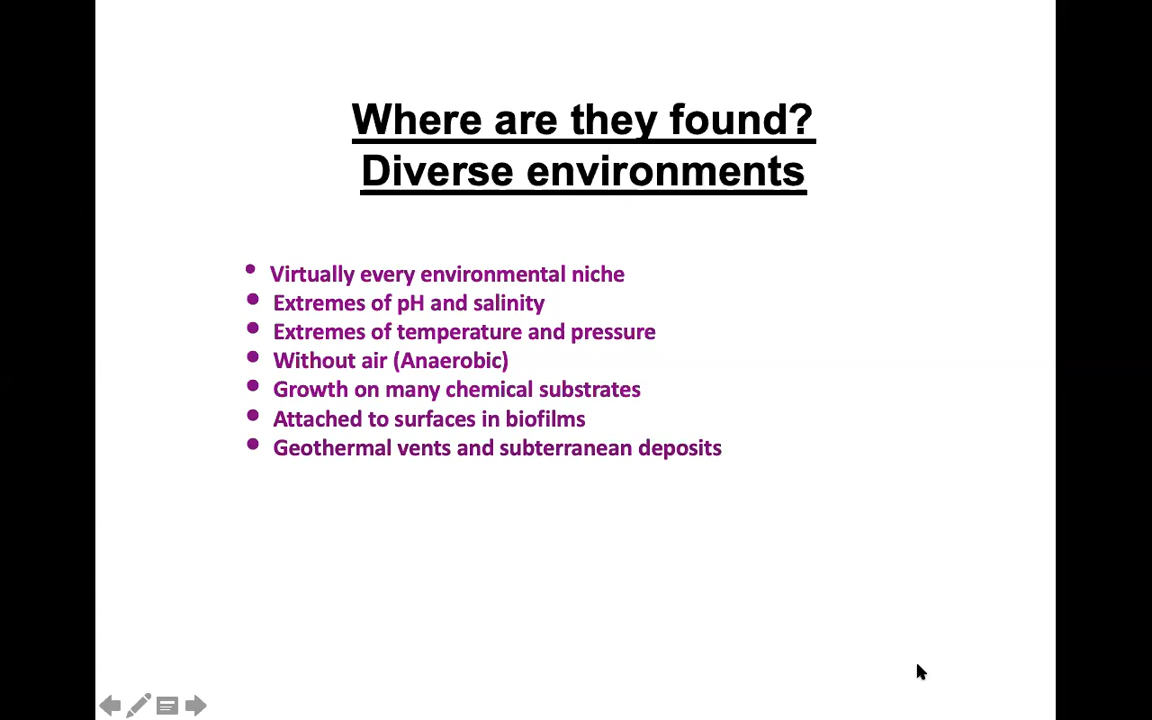 Where are they found?
Diverse environments
• Virtually every environmental niche
• Extremes of pH and salinity
• Extremes of temperature and pressure
• Without air (Anaerobic)
• Growth on many chemical substrates
• Attached to surfaces in biofilms
• Geothermal vents and subterranean deposits